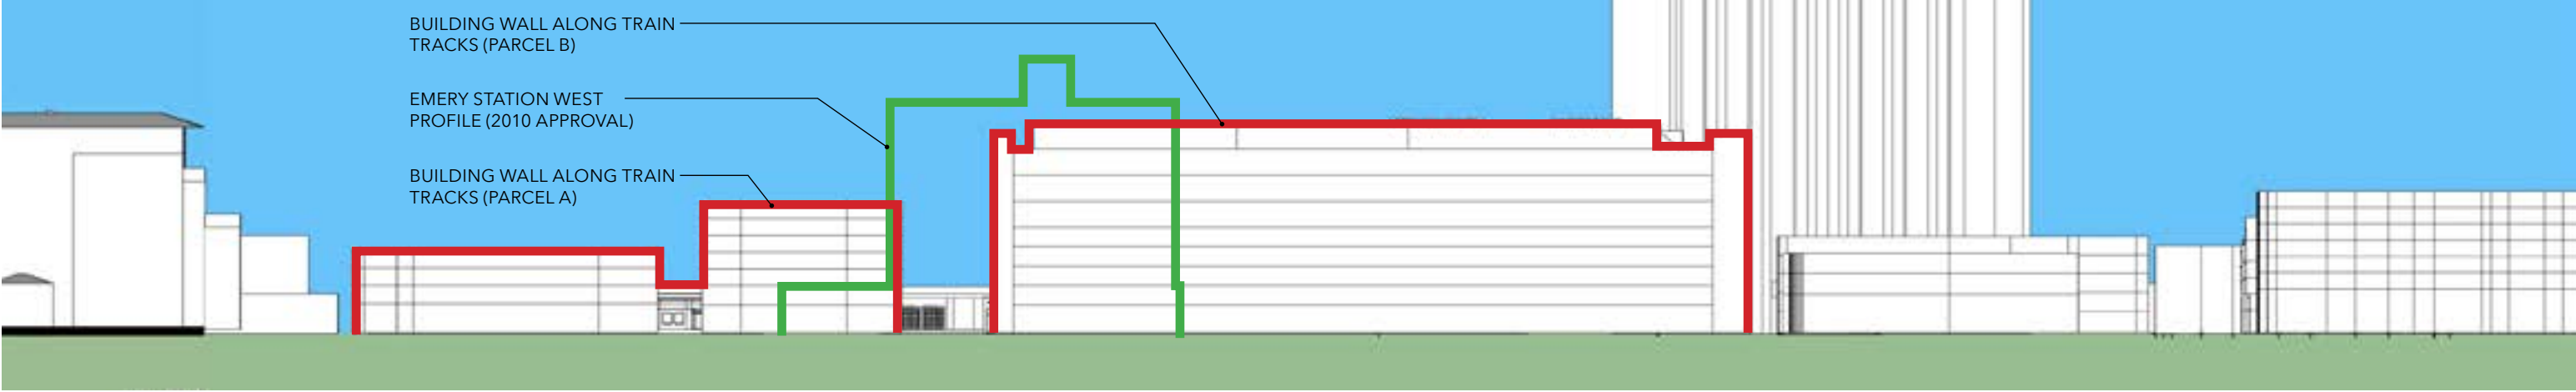 BUILDING WALL ALONG TRAIN
TRACKS (PARCEL B)
EMERY STATION WEST
PROFILE (2010 APPROVAL)
BUILDING WALL ALONG TRAIN
TRACKS (PARCEL A)